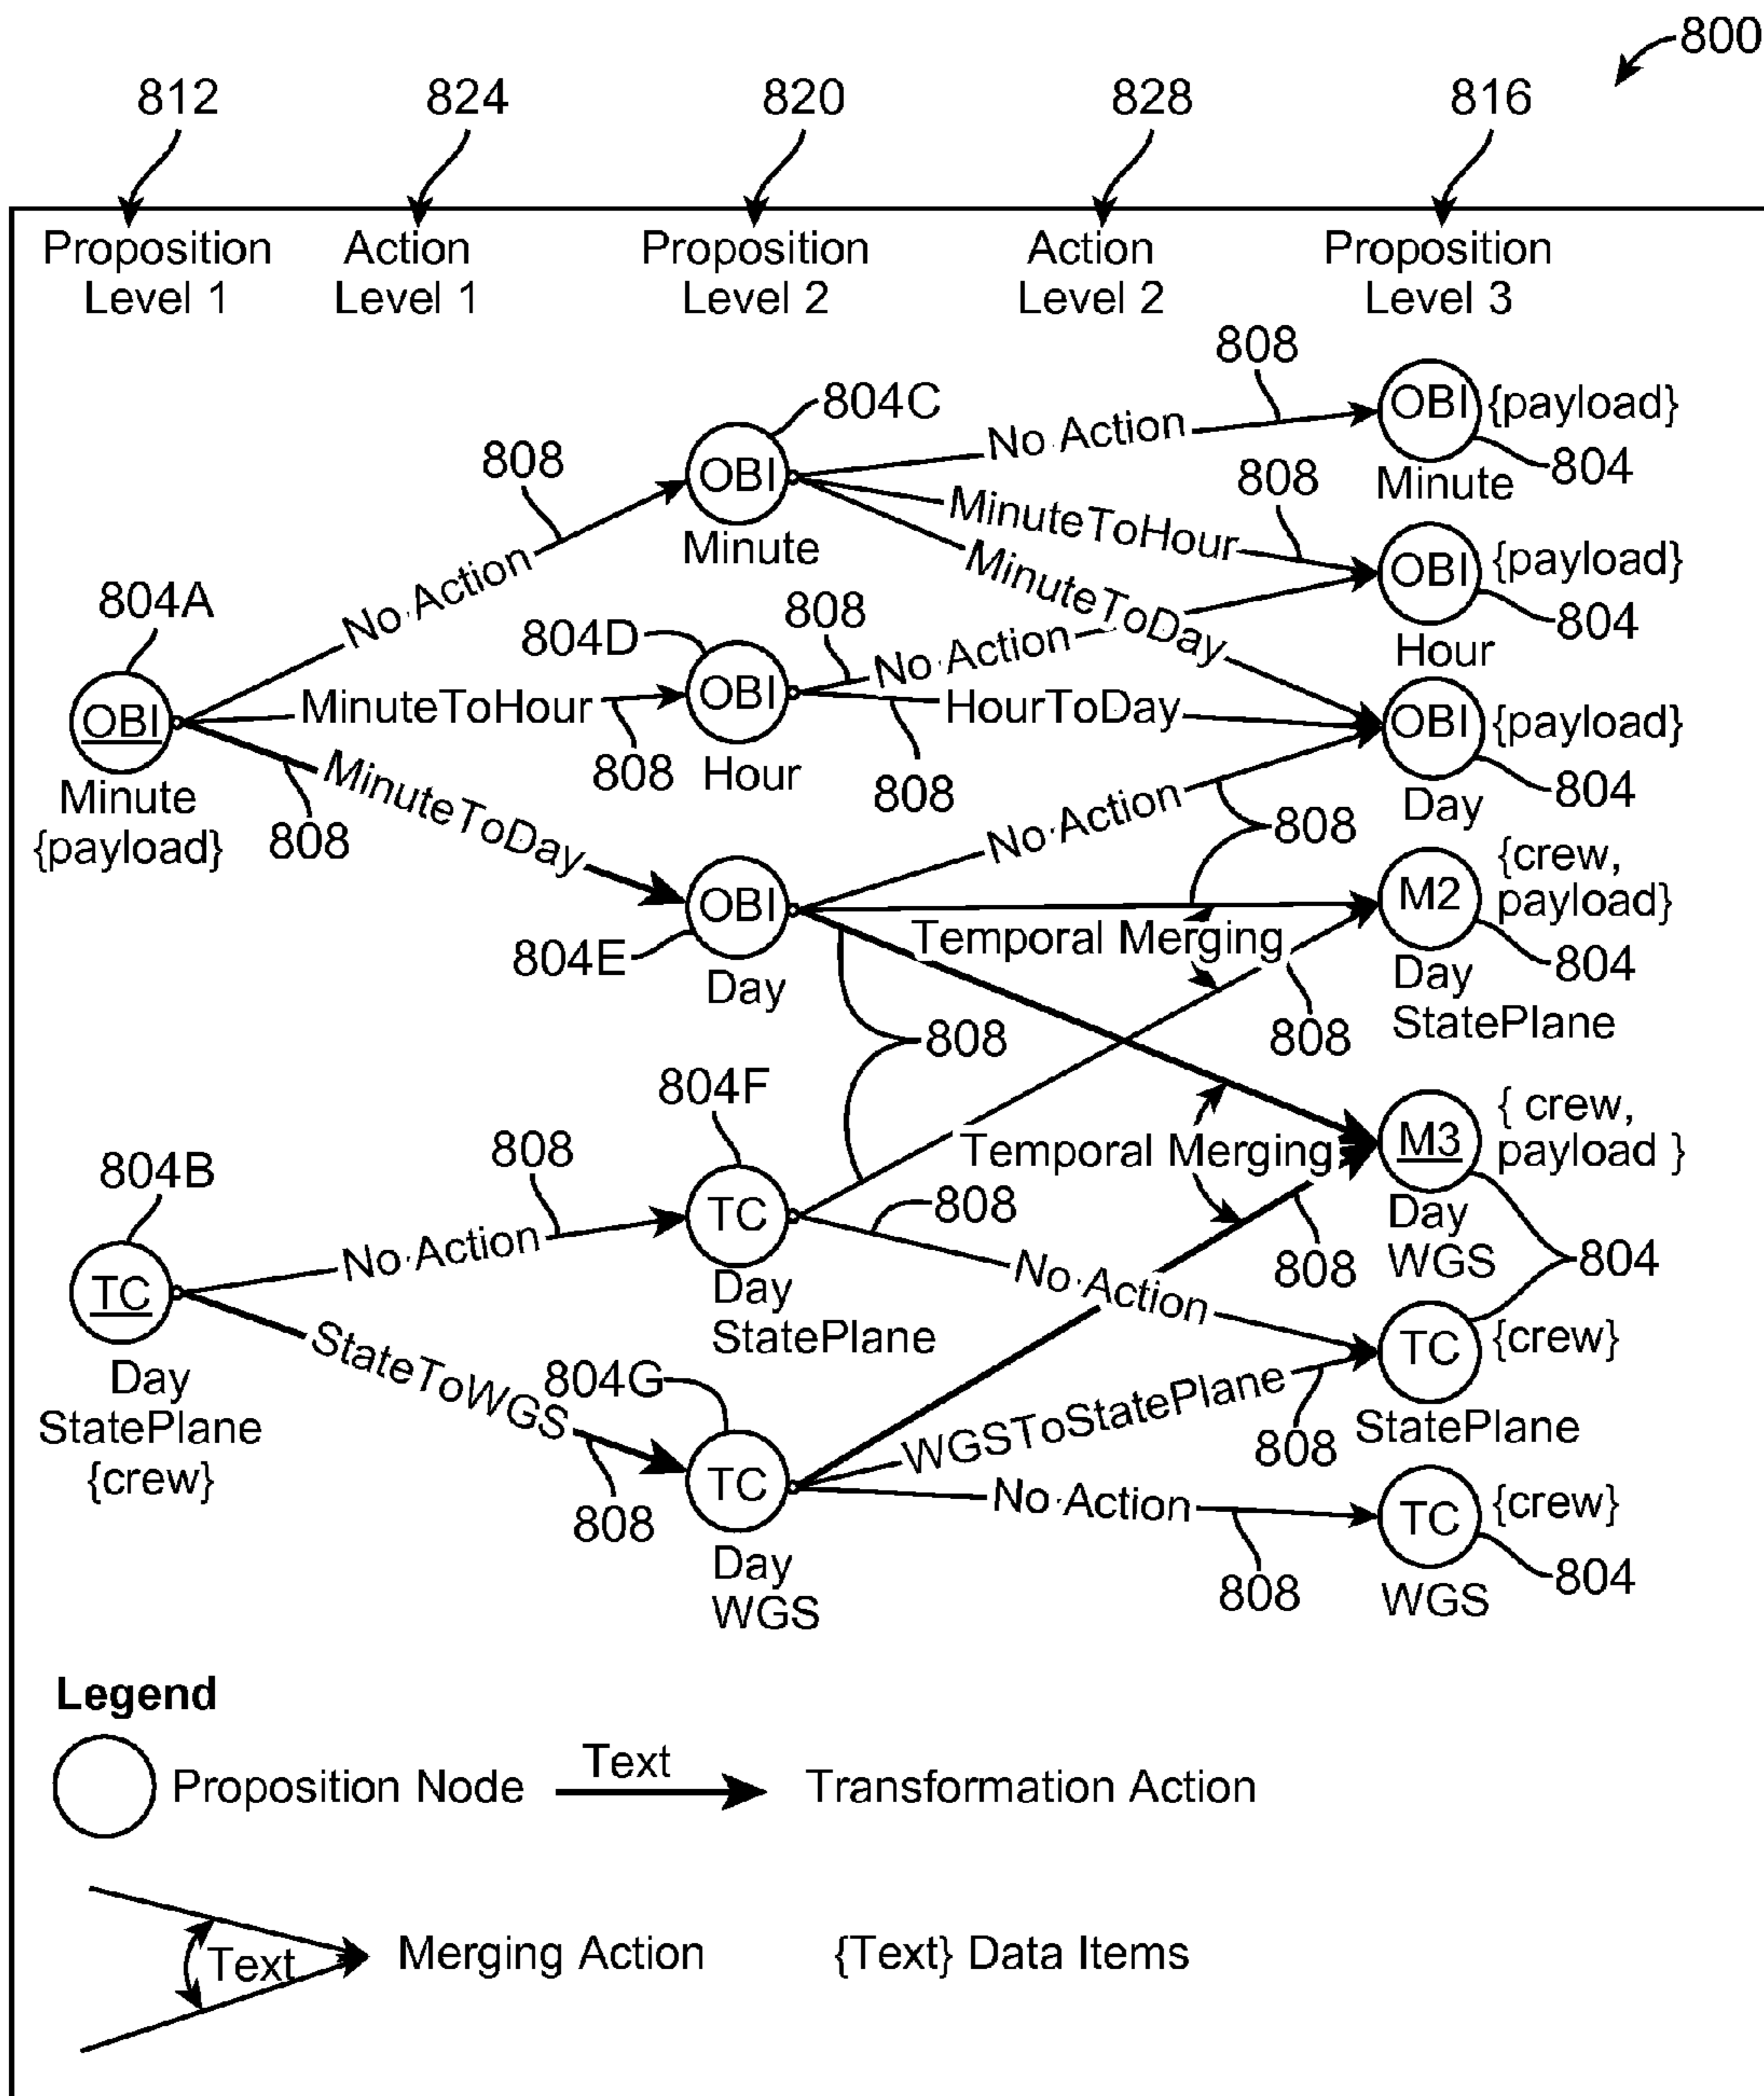 800
812
824
820
828
816
Proposition Level 1
Action Level 1
Proposition Level 2
Action Level 2
Proposition Level 3
808
804C
No Action
OBI {payload}
808
OBI
808
804
Minute
Minute
MinuteToHour
804A
No Action
MinuteToDay
OBI {payload}
804D
808
804
No Action
Hour
OBI
MinuteToHour
OBI
HourToDay
OBI {payload}
808
Hour
808
804
Minute
{payload}
808
MinuteToDay
No Action
Day
808
{crew,
payload}
OBI
M2
804E
Temporal Merging
Day
804
Day
StatePlane
808
808
804F
{ crew,
payload }
808
Temporal Merging
M3
804B
TC
808
Day
WGS
No Action
808
804
No Action
TC
Day
StatePlane
TC {crew}
Day
StatePlane
{crew}
StateToWGS
804G
WGSToStatePlane
StatePlane
808
TC
No Action
TC {crew}
808
Day
WGS
808
WGS
804
Legend
Proposition Node
Text
Transformation Action
Text
Merging Action
{Text} Data Items